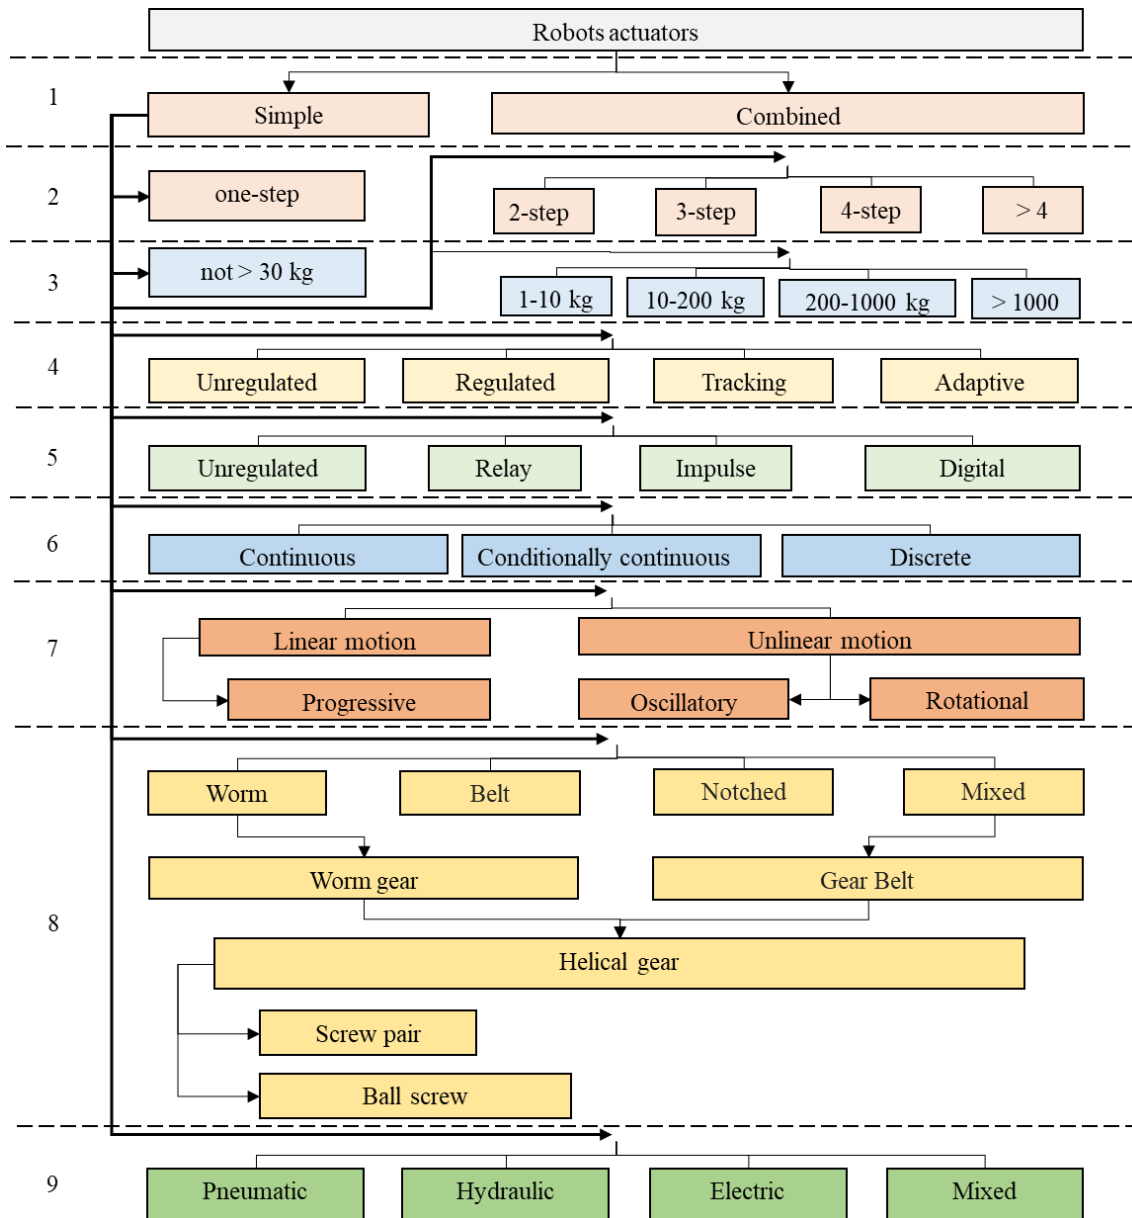 Robots actuators
1
Simple
Combined
2
one-step
2-step
3-step
4-step
> 4
3
not > 30 kg
1-10 kg
10-200 kg
200-1000 kg
> 1000
4
Unregulated
Regulated
Tracking
Adaptive
5
Unregulated
Relay
Impulse
Digital
6
Continuous
Conditionally continuous
Discrete
7
Linear motion
Unlinear motion
Progressive
Oscillatory
Rotational
8
Worm
Belt
Notched
Mixed
Worm gear
Gear Belt
Helical gear
Screw pair
Ball screw
9
Pneumatic
Hydraulic
Electric
Mixed